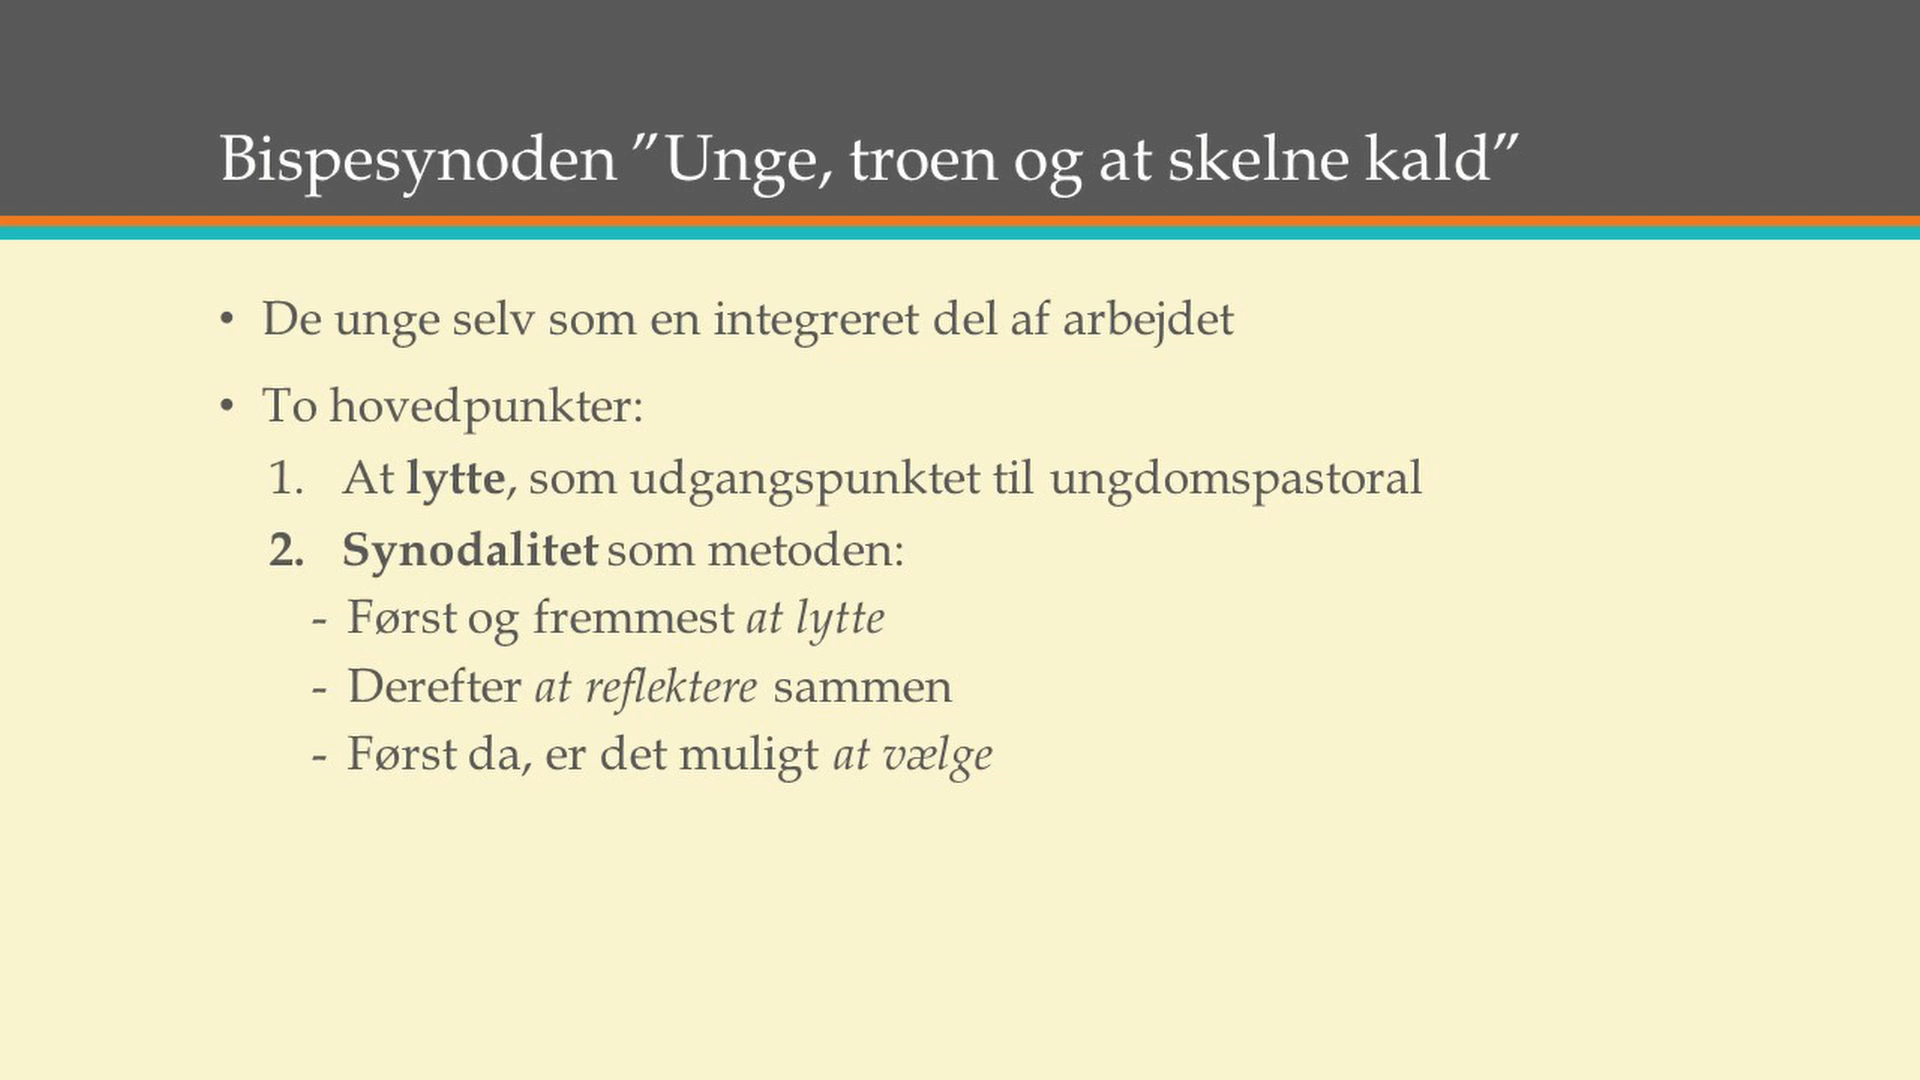 Bispesynoden ”Unge, troen og at skelne kald”
• De unge selv som en integreret del af arbejdet
• To hovedpunkter:
1. At lytte, som udgangspunktet til ungdomspastoral
2. Synodalitet som metoden:
- Først og fremmest at lytte
- Derefter at reflektere sammen
- Først da, er det muligt at vælge